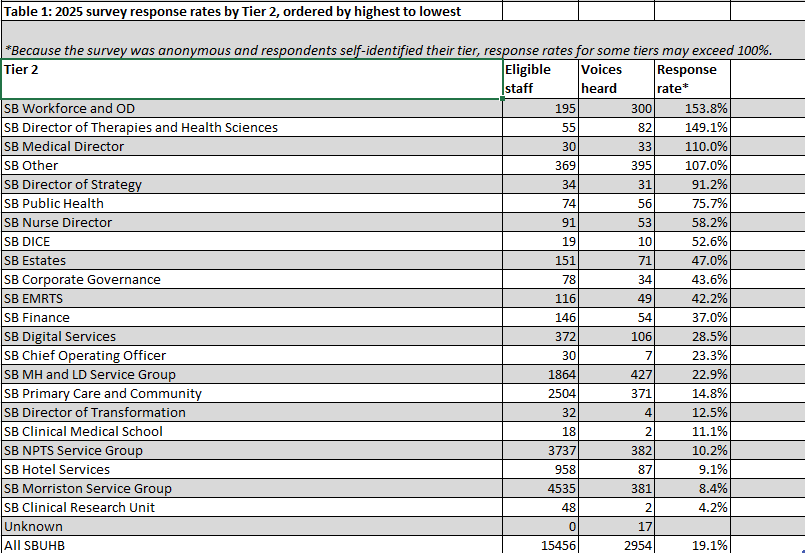 Table 1: 2025 survey response rates by Tier 2, ordered by highest to lowest
*Because the survey was anonymous and respondents self-identified their tier, response rates for some tiers may exceed 100%.
Tier 2 Eligible staff Voices heard Response rate*
SB Workforce and OD 195 300 153.8%
SB Director of Therapies and Health Sciences 55 82 149.1%
SB Medical Director 30 33 110.0%
SB Other 369 395 107.0%
SB Director of Strategy 34 31 91.2%
SB Public Health 74 56 75.7%
SB Nurse Director 91 53 58.2%
SB DICE 19 10 52.6%
SB Estates 151 71 47.0%
SB Corporate Governance 78 34 43.6%
SB EMRTS 116 49 42.2%
SB Finance 146 54 37.0%
SB Digital Services 372 106 28.5%
SB Chief Operating Officer 30 7 23.3%
SB MH and LD Service Group 1864 427 22.9%
SB Primary Care and Community 2504 371 14.8%
SB Director of Transformation 32 4 12.5%
SB Clinical Medical School 18 2 11.1%
SB NPTS Service Group 3737 382 10.2%
SB Hotel Services 958 87 9.1%
SB Morriston Service Group 4535 381 8.4%
SB Clinical Research Unit 48 2 4.2%
Unknown 0 17
All SBUHB 15456 2954 19.1%